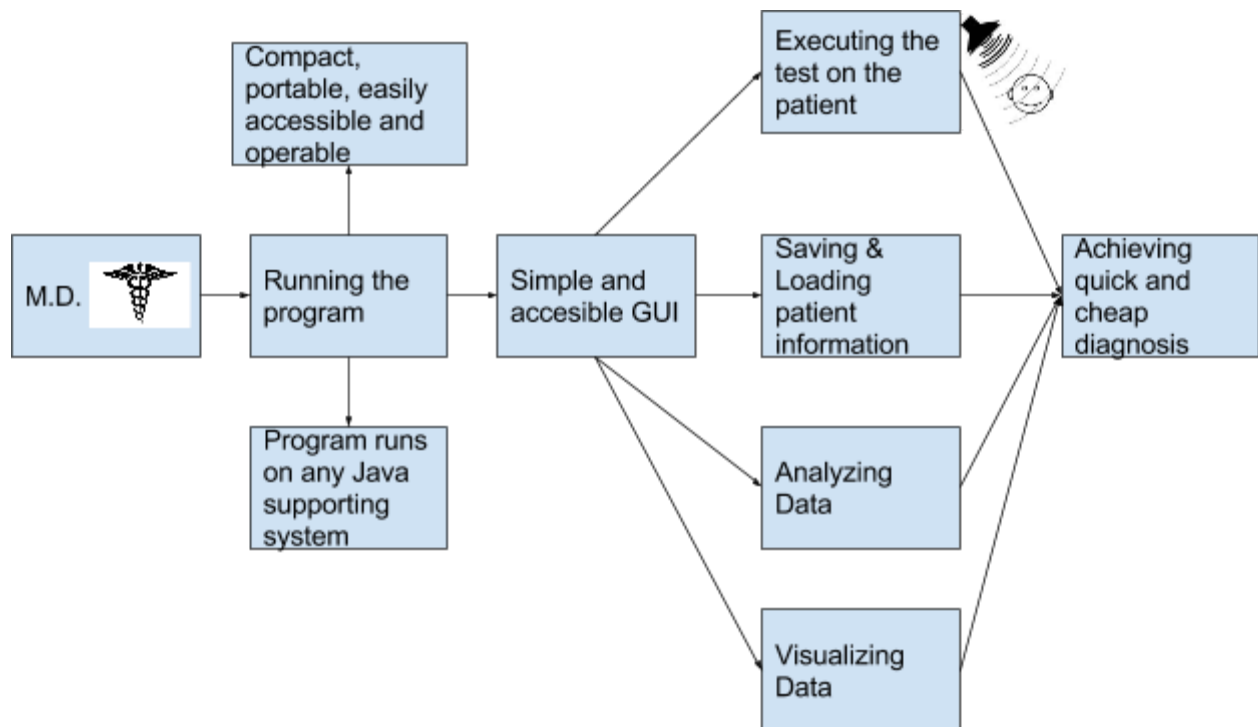 Compact,
portable, easily
accessible and
operable
Executing the
test on the
patient
M.D.
Running the
program
Simple and
accesible GUI
Saving &
Loading
patient
information
Achieving
quick and
cheap
diagnosis
Program runs
on any Java
supporting
system
Analyzing
Data
Visualizing
Data